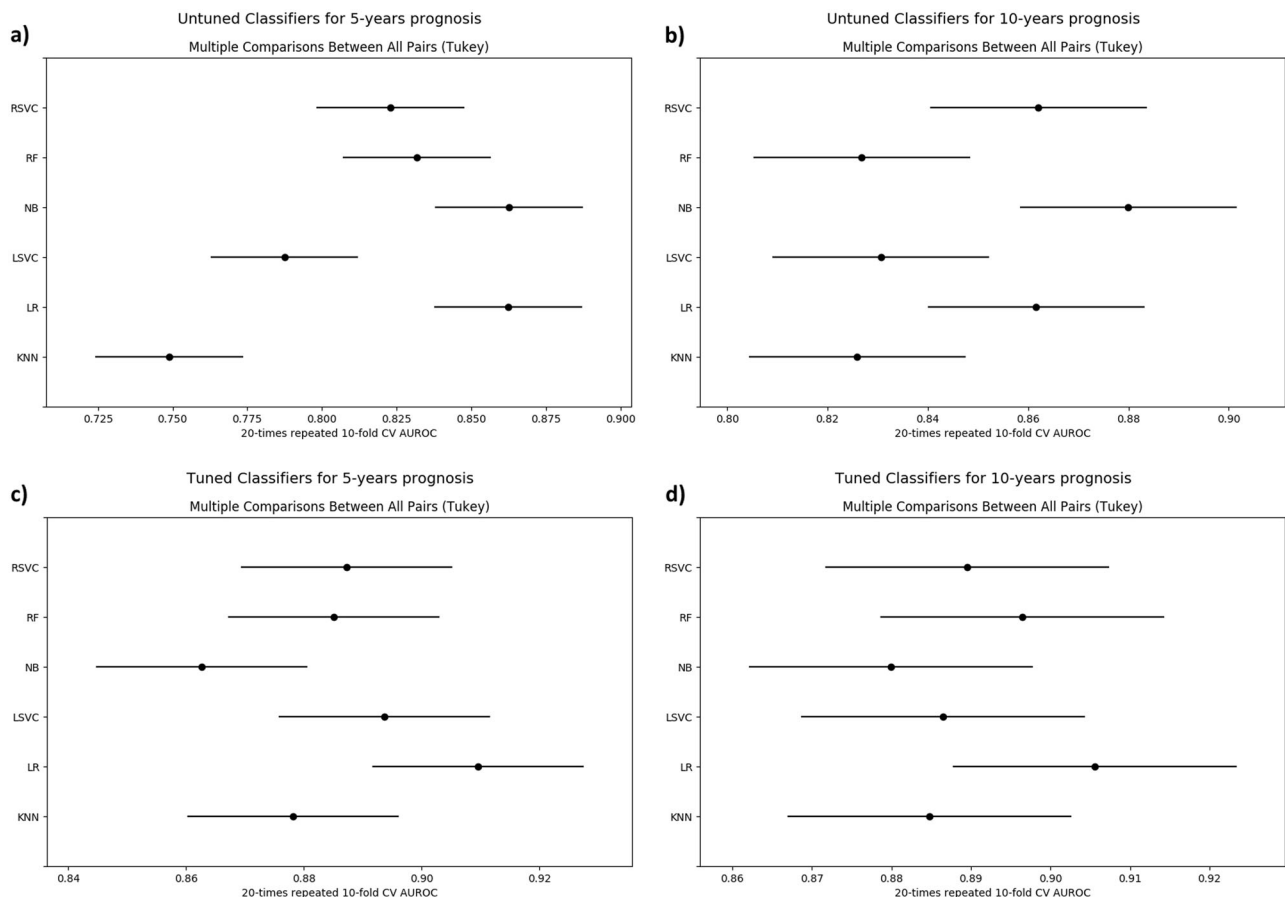 Untuned Classifiers for 5-years prognosis
a)
Multiple Comparisons Between All Pairs (Tukey)
RSVC
RF
NB
LSVC
LR
KNN
0.725 0.750 0.775 0.800 0.825 0.850 0.875 0.900
20-times repeated 10-fold CV AUROC
Untuned Classifiers for 10-years prognosis
b)
Multiple Comparisons Between All Pairs (Tukey)
RSVC
RF
NB
LSVC
LR
KNN
0.80 0.82 0.84 0.86 0.88 0.90
20-times repeated 10-fold CV AUROC
Tuned Classifiers for 5-years prognosis
c)
Multiple Comparisons Between All Pairs (Tukey)
RSVC
RF
NB
LSVC
LR
KNN
0.84 0.86 0.88 0.90 0.92
20-times repeated 10-fold CV AUROC
Tuned Classifiers for 10-years prognosis
d)
Multiple Comparisons Between All Pairs (Tukey)
RSVC
RF
NB
LSVC
LR
KNN
0.86 0.87 0.88 0.89 0.90 0.91 0.92
20-times repeated 10-fold CV AUROC